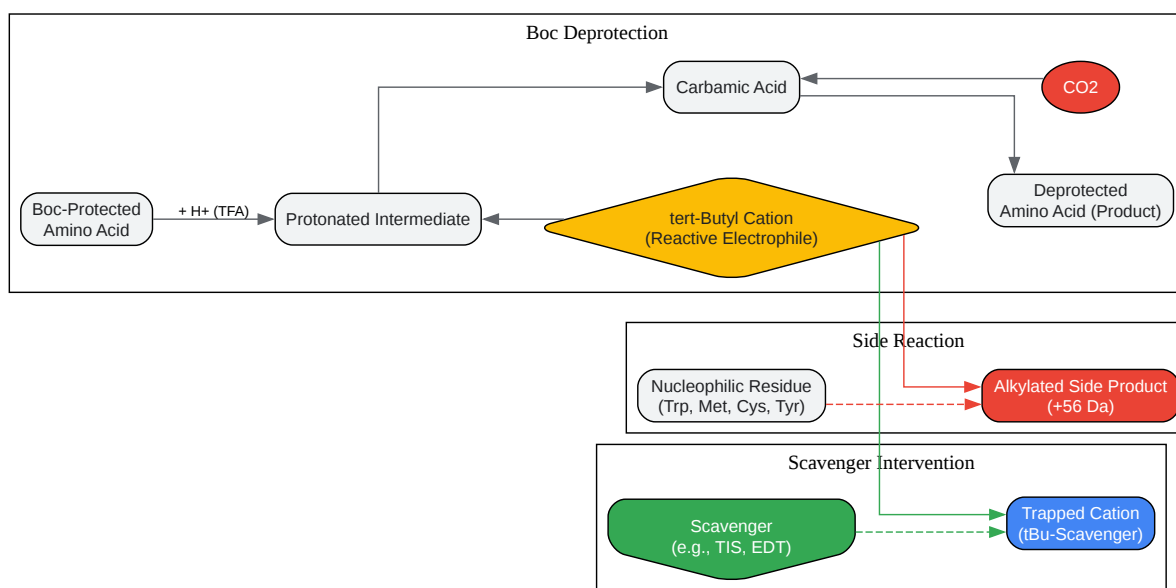 Boc Deprotection
Carbamic Acid
CO2
Boc-Protected
Amino Acid
+ H+ (TFA)
Protonated Intermediate
tert-Butyl Cation
(Reactive Electrophile)
Deprotected
Amino Acid (Product)
Side Reaction
Nucleophilic Residue
(Trp, Met, Cys, Tyr)
Alkylated Side Product
(+56 Da)
Scavenger Intervention
Scavenger
(e.g., TIS, EDT)
Trapped Cation
(tBu-Scavenger)